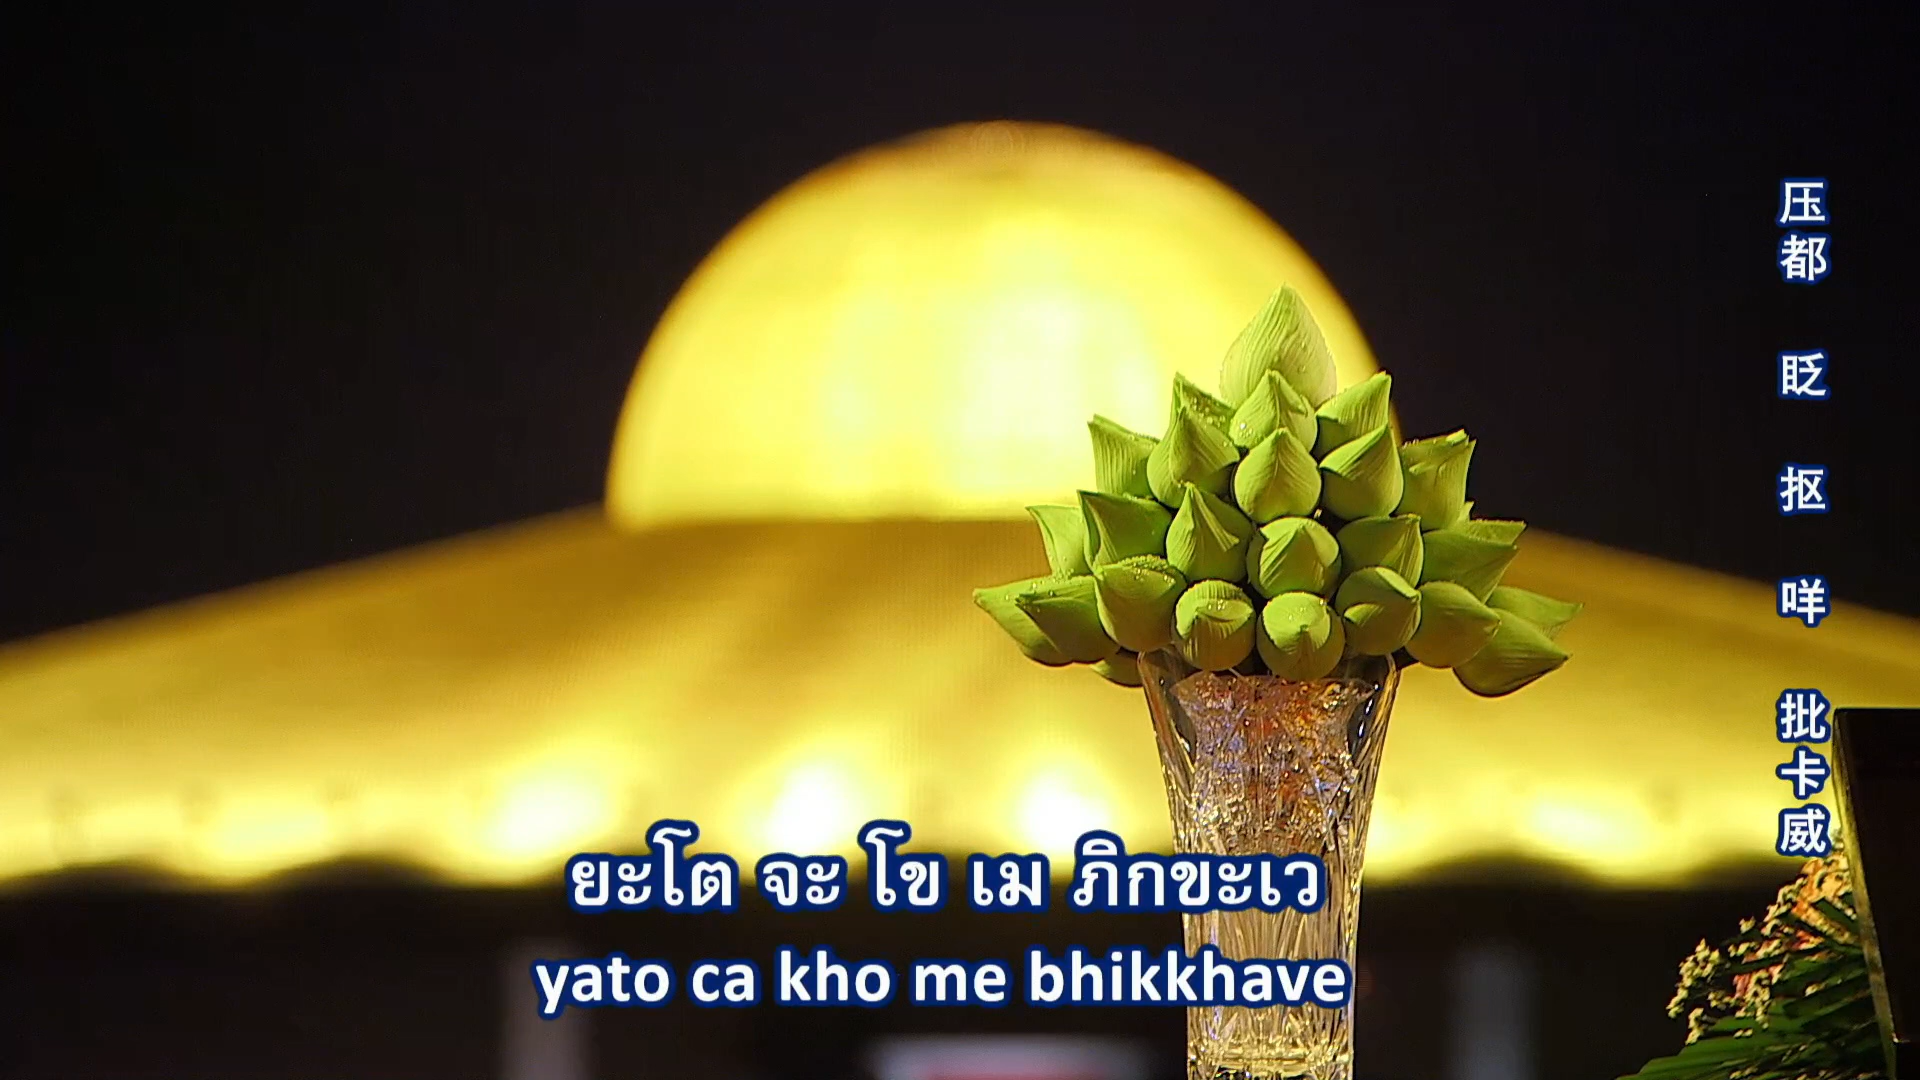 压都 眨 抠 咩 批卡威
ยะโต จะ โข เม ภิกขะเว
yato ca kho me bhikkhave